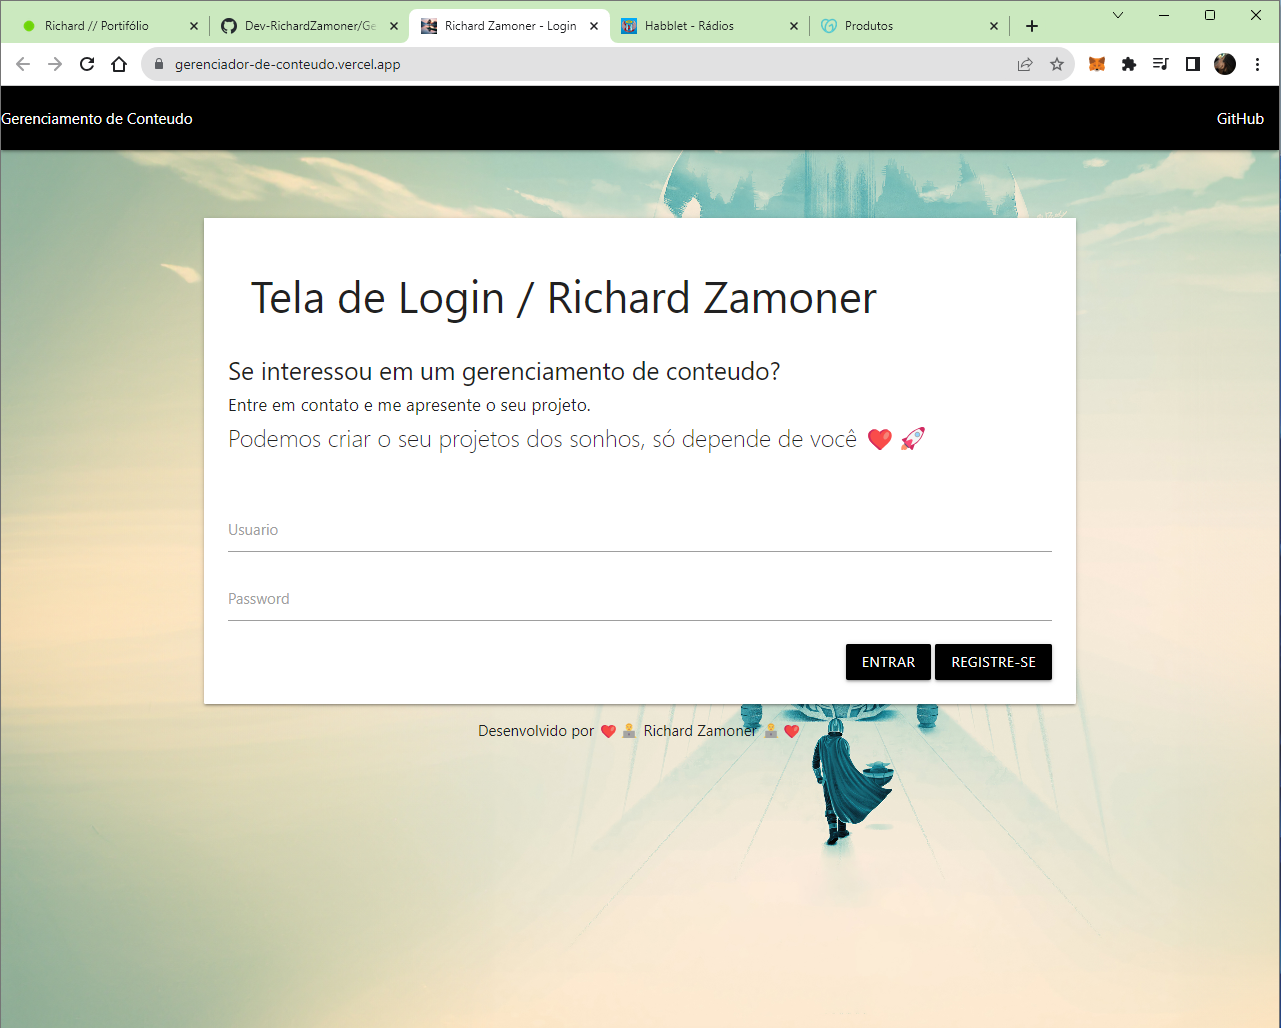 Richard // Portifólio
Dev-RichardZamoner/Ge
Richard Zamoner - Login
Habblet - Rádios
Produtos
gerenciador-de-conteudo.vercel.app
Gerenciamento de Conteudo
GitHub
Tela de Login / Richard Zamoner
Se interessou em um gerenciamento de conteudo?
Entre em contato e me apresente o seu projeto.
Podemos criar o seu projetos dos sonhos, só depende de você ❤️ 🚀
Usuario
Password
ENTRAR
REGISTRE-SE
Desenvolvido por ❤️ 🕹️ Richard Zamoner 🕹️ ❤️